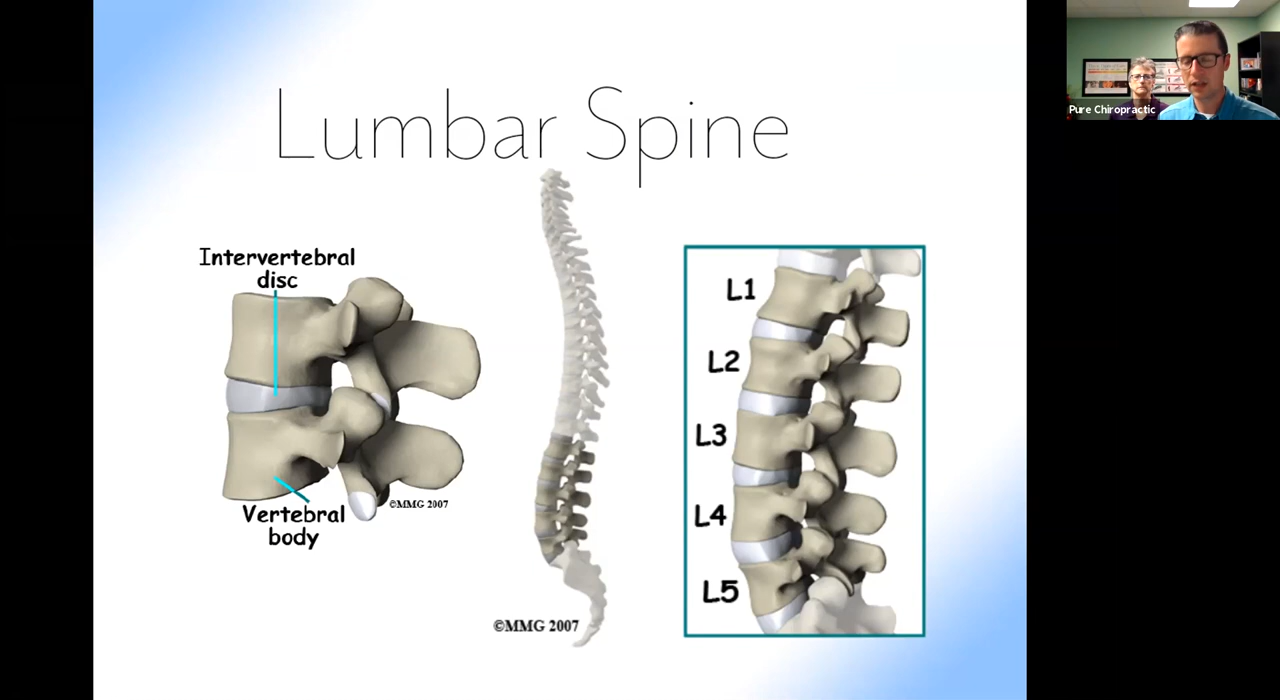 Lumbar Spine
Intervertebral
disc
Vertebral
body
©MMG 2007
©MMG 2007
L1
L2
L3
L4
L5
Pure Chiropractic